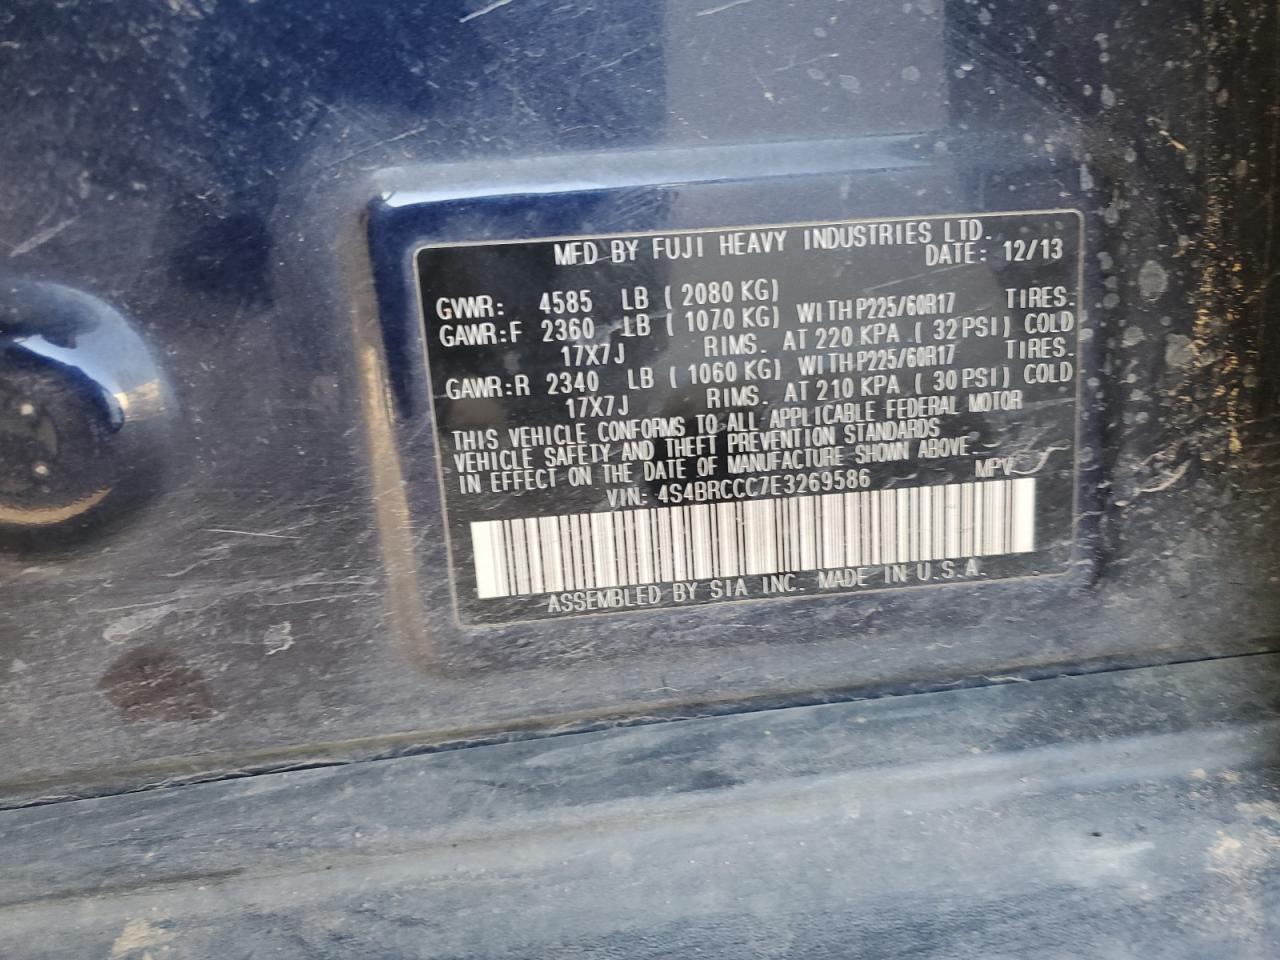 MFD BY FUJI HEAVY INDUSTRIES LTD.
DATE: 12/13
GVWR: 4585 LB (2080 KG)
GAWR:F 2360 LB (1070 KG) WITH P225/60R17 TIRES.
17X7J RIMS. AT 220 KPA (32 PSI) COLD
GAWR:R 2340 LB (1060 KG) WITH P225/60R17 TIRES.
17X7J RIMS. AT 210 KPA (30 PSI) COLD
THIS VEHICLE CONFORMS TO ALL APPLICABLE FEDERAL MOTOR
VEHICLE SAFETY AND THEFT PREVENTION STANDARDS
IN EFFECT ON THE DATE OF MANUFACTURE SHOWN ABOVE.
VIN: 4S4BRCCC7E3269586 MPV
ASSEMBLED BY SIA INC. MADE IN U.S.A.